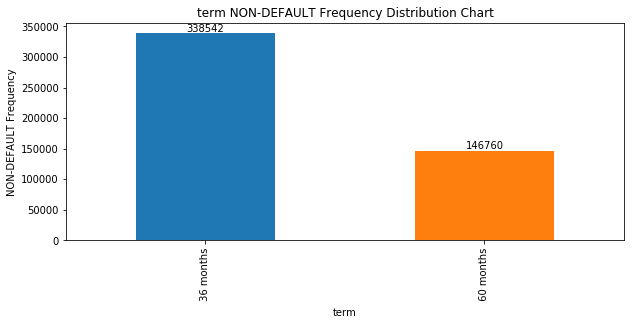 term NON-DEFAULT Frequency Distribution Chart
338542
146760
350000
300000
250000
200000
150000
100000
50000
0
NON-DEFAULT Frequency
36 months
60 months
term